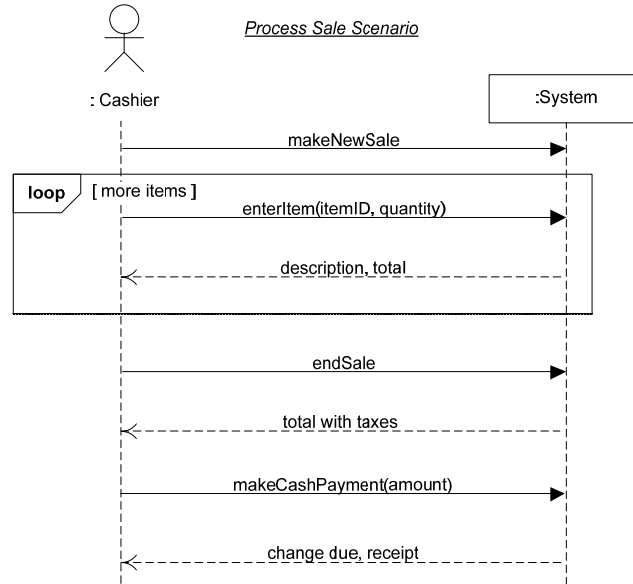 Process Sale Scenario
: Cashier
:System
makeNewSale
loop
[ more items ]
enterItem(itemID, quantity)
description, total
endSale
total with taxes
makeCashPayment(amount)
change due, receipt